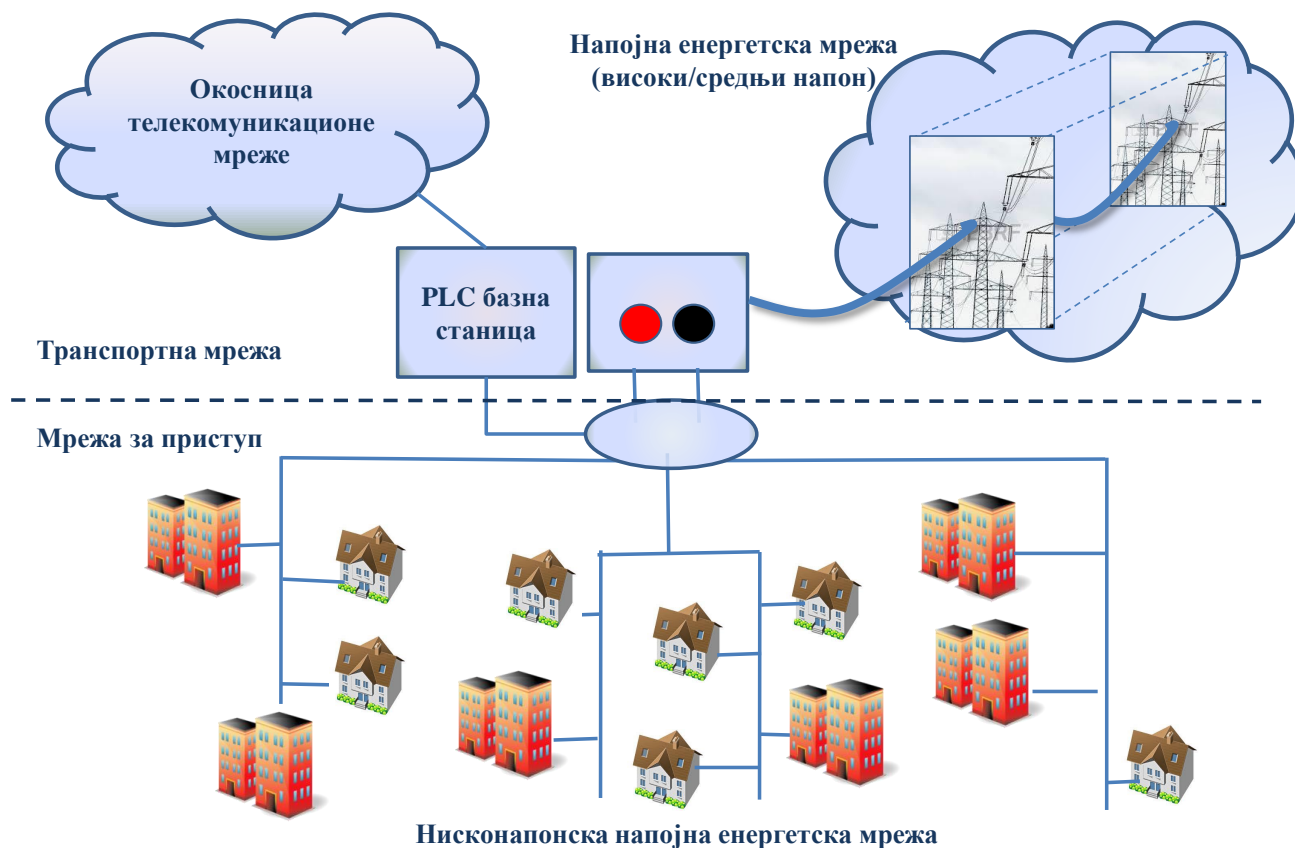 Окосница
телекомуникационе
мреже
Напојна енергетска мрежа
(високи/средњи напон)
PLC базна
станица
Транспортна мрежа
Мрежа за приступ
Нисконапонска напојна енергетска мрежа